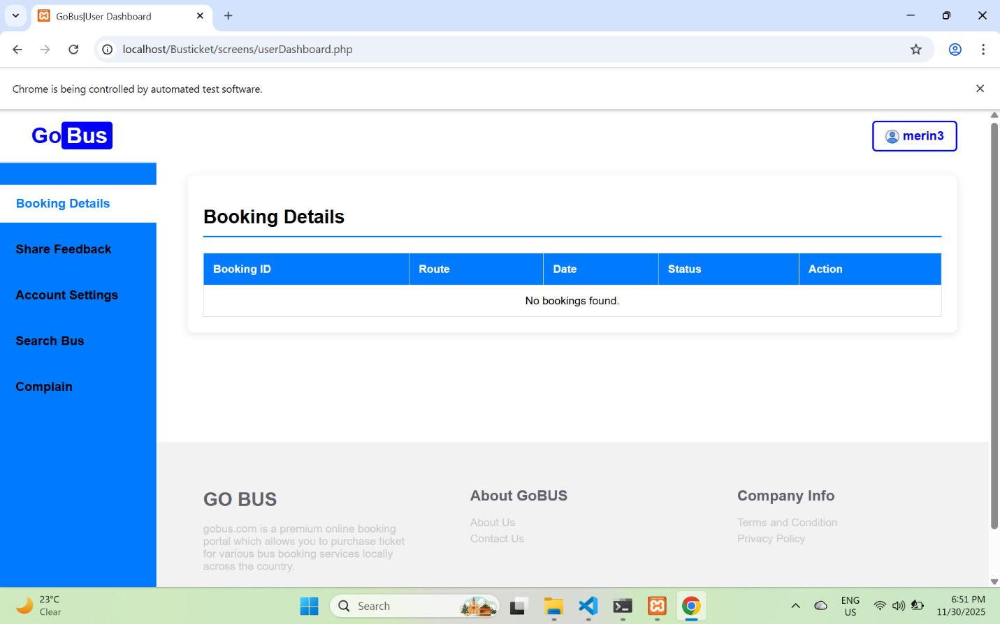 GoBus|User Dashboard
localhost/Busticket/screens/userDashboard.php
Chrome is being controlled by automated test software.
GoBus
merin3
Booking Details
Share Feedback
Account Settings
Search Bus
Complain
Booking Details
Booking ID Route Date Status Action
No bookings found.
GO BUS
gobus.com is a premium online booking
portal which allows you to purchase ticket
for various bus booking services locally
across the country.
About GoBUS
About Us
Contact Us
Company Info
Terms and Condition
Privacy Policy
23°C
Clear
Search
ENG
US
6:51 PM
11/30/2025